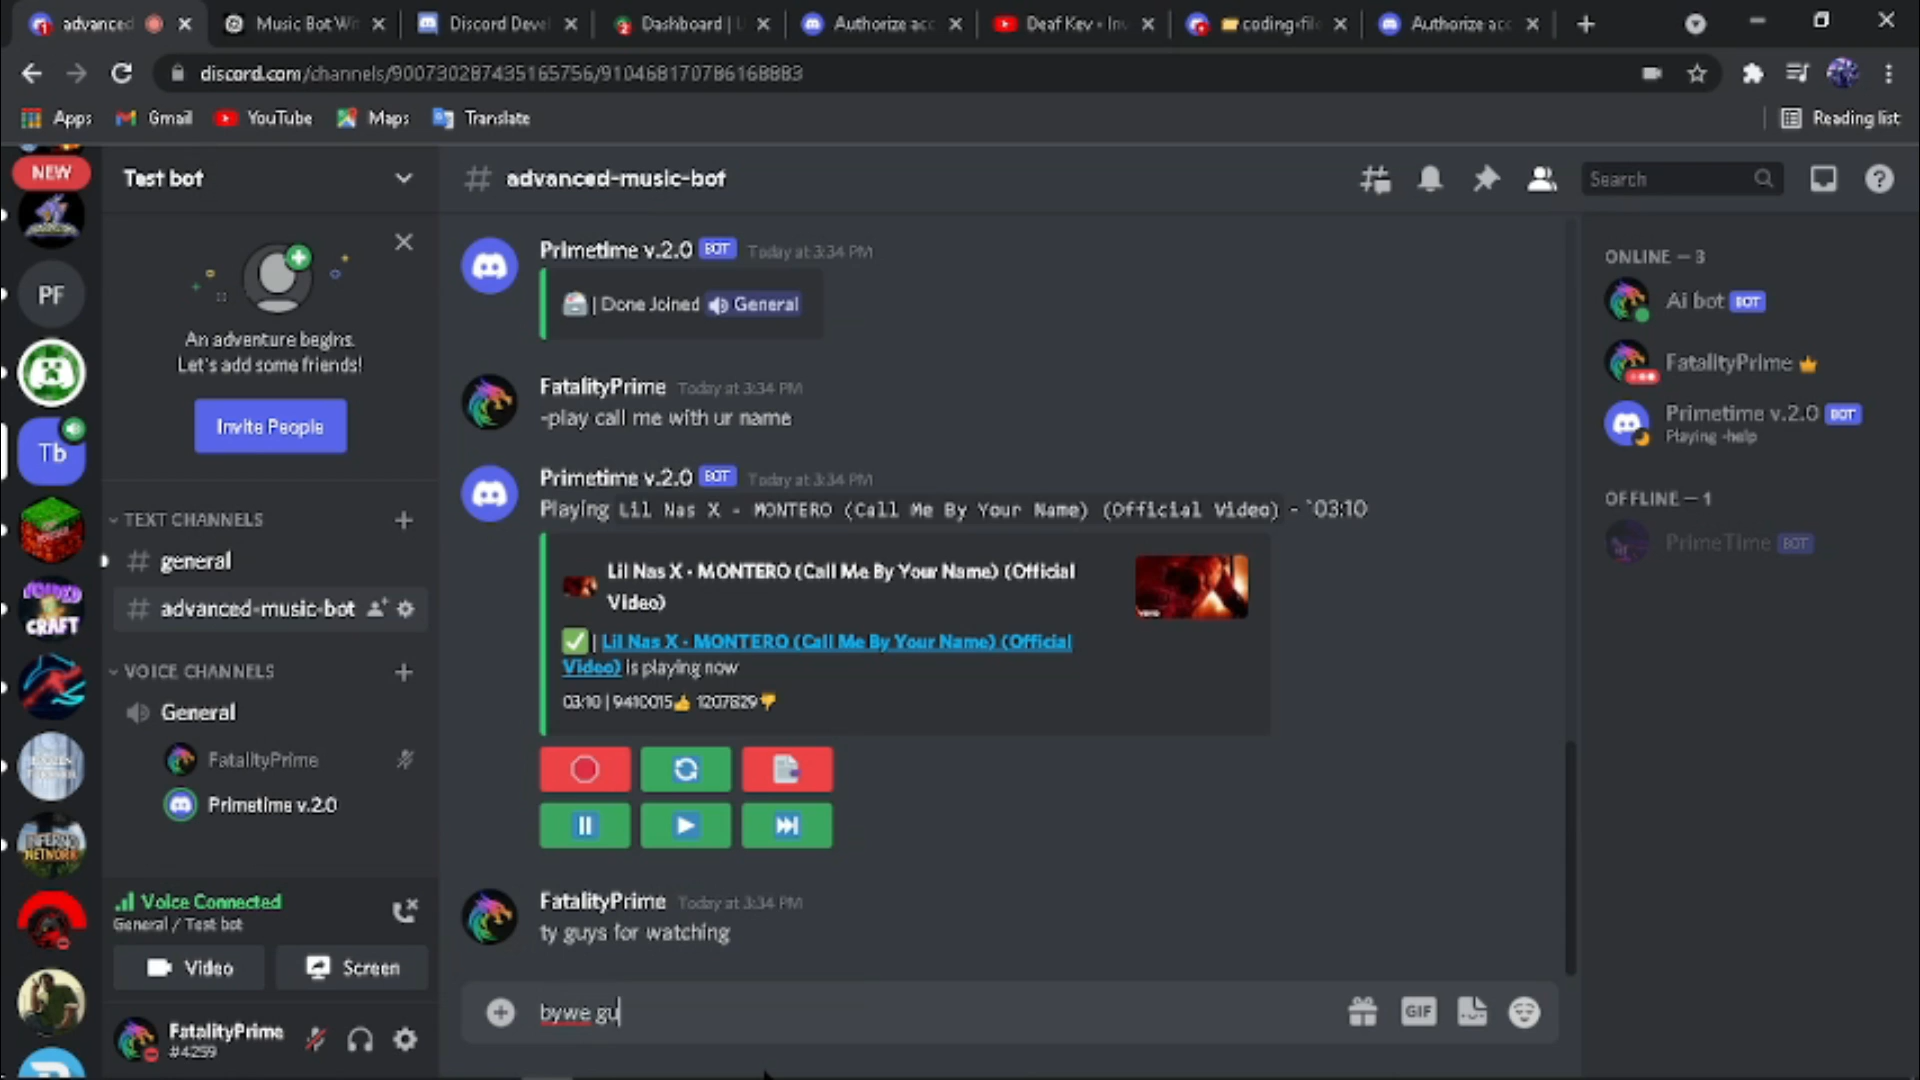 advanced
Music Bot Wi
Discord Deve
Dashboard |
Authorize acc
Deaf Kev - Inv
coding-file
Authorize acc
discord.com/channels/900730287435165756/910468170786168883
Apps
Gmail
YouTube
Maps
Translate
Reading list
NEW
Test bot
advanced-music-bot
Search
An adventure begins.
Let's add some friends!
Invite People
PF
Tb
TEXT CHANNELS
general
advanced-music-bot
VOICE CHANNELS
General
FatalityPrime
Primetime v.2.0
CRAFT
INFERNO
NETWORK
Voice Connected
General / Test bot
Video
Screen
FatalityPrime
#4259
Primetime v.2.0 BOT Today at 3:34 PM
| Done Joined General
FatalityPrime Today at 3:34 PM
-play call me with ur name
Primetime v.2.0 BOT Today at 3:34 PM
Playing Lil Nas X - MONTERO (Call Me By Your Name) (Official Video) - `03:10
Lil Nas X - MONTERO (Call Me By Your Name) (Official
Video)
| Lil Nas X - MONTERO (Call Me By Your Name) (Official
Video) is playing now
03:10 | 9410015👍 1207829👎
FatalityPrime Today at 3:34 PM
ty guys for watching
bywe gu
GIF
ONLINE — 3
Ai bot BOT
FatalityPrime
Primetime v.2.0 BOT
Playing -help
OFFLINE — 1
PrimeTime BOT